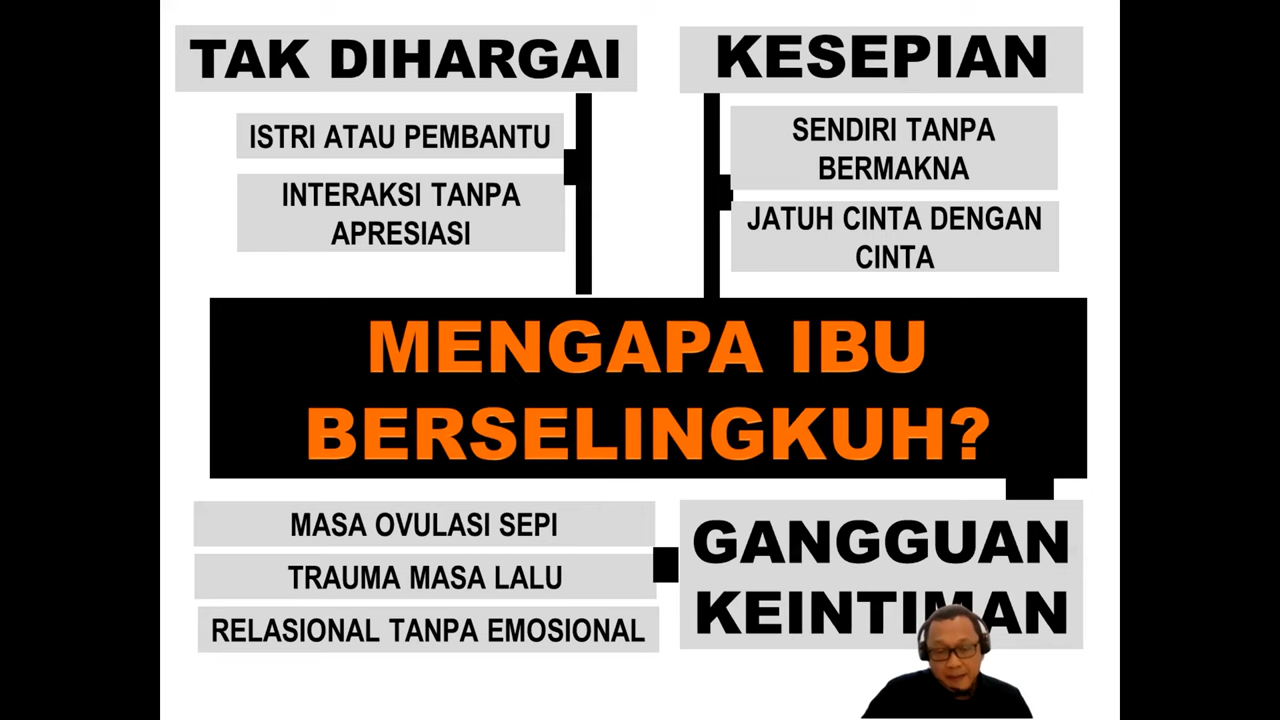 TAK DIHARGAI
ISTRI ATAU PEMBANTU
INTERAKSI TANPA
APRESIASI
KESEPIAN
SENDIRI TANPA
BERMAKNA
JATUH CINTA DENGAN
CINTA
MENGAPA IBU
BERSELINGKUH?
MASA OVULASI SEPI
TRAUMA MASA LALU
RELASIONAL TANPA EMOSIONAL
GANGGUAN
KEINTIMAN